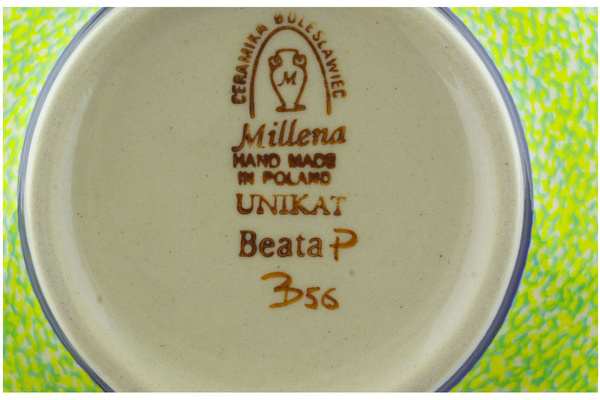 CERAMIKA BOLESŁAWIEC
M
Millena
HAND MADE
IN POLAND
UNIKAT
Beata P
B56